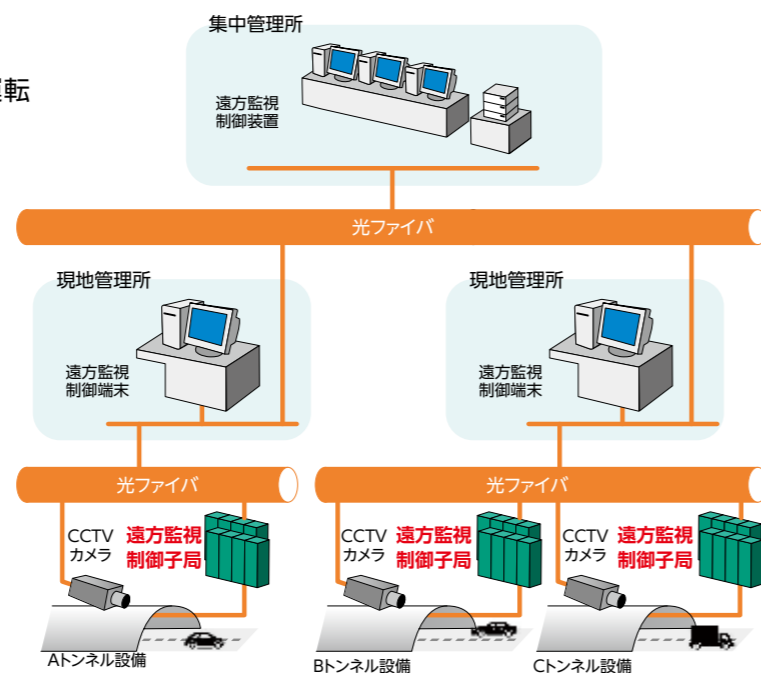 集中管理所
転
遠方監視
制御装置
光ファイバ
現地管理所
遠方監視
制御端末
現地管理所
遠方監視
制御端末
光ファイバ
光ファイバ
CCTV
カメラ
遠方監視
制御子局
CCTV
カメラ
遠方監視
制御子局
CCTV
カメラ
遠方監視
制御子局
Aトンネル設備
Bトンネル設備
Cトンネル設備